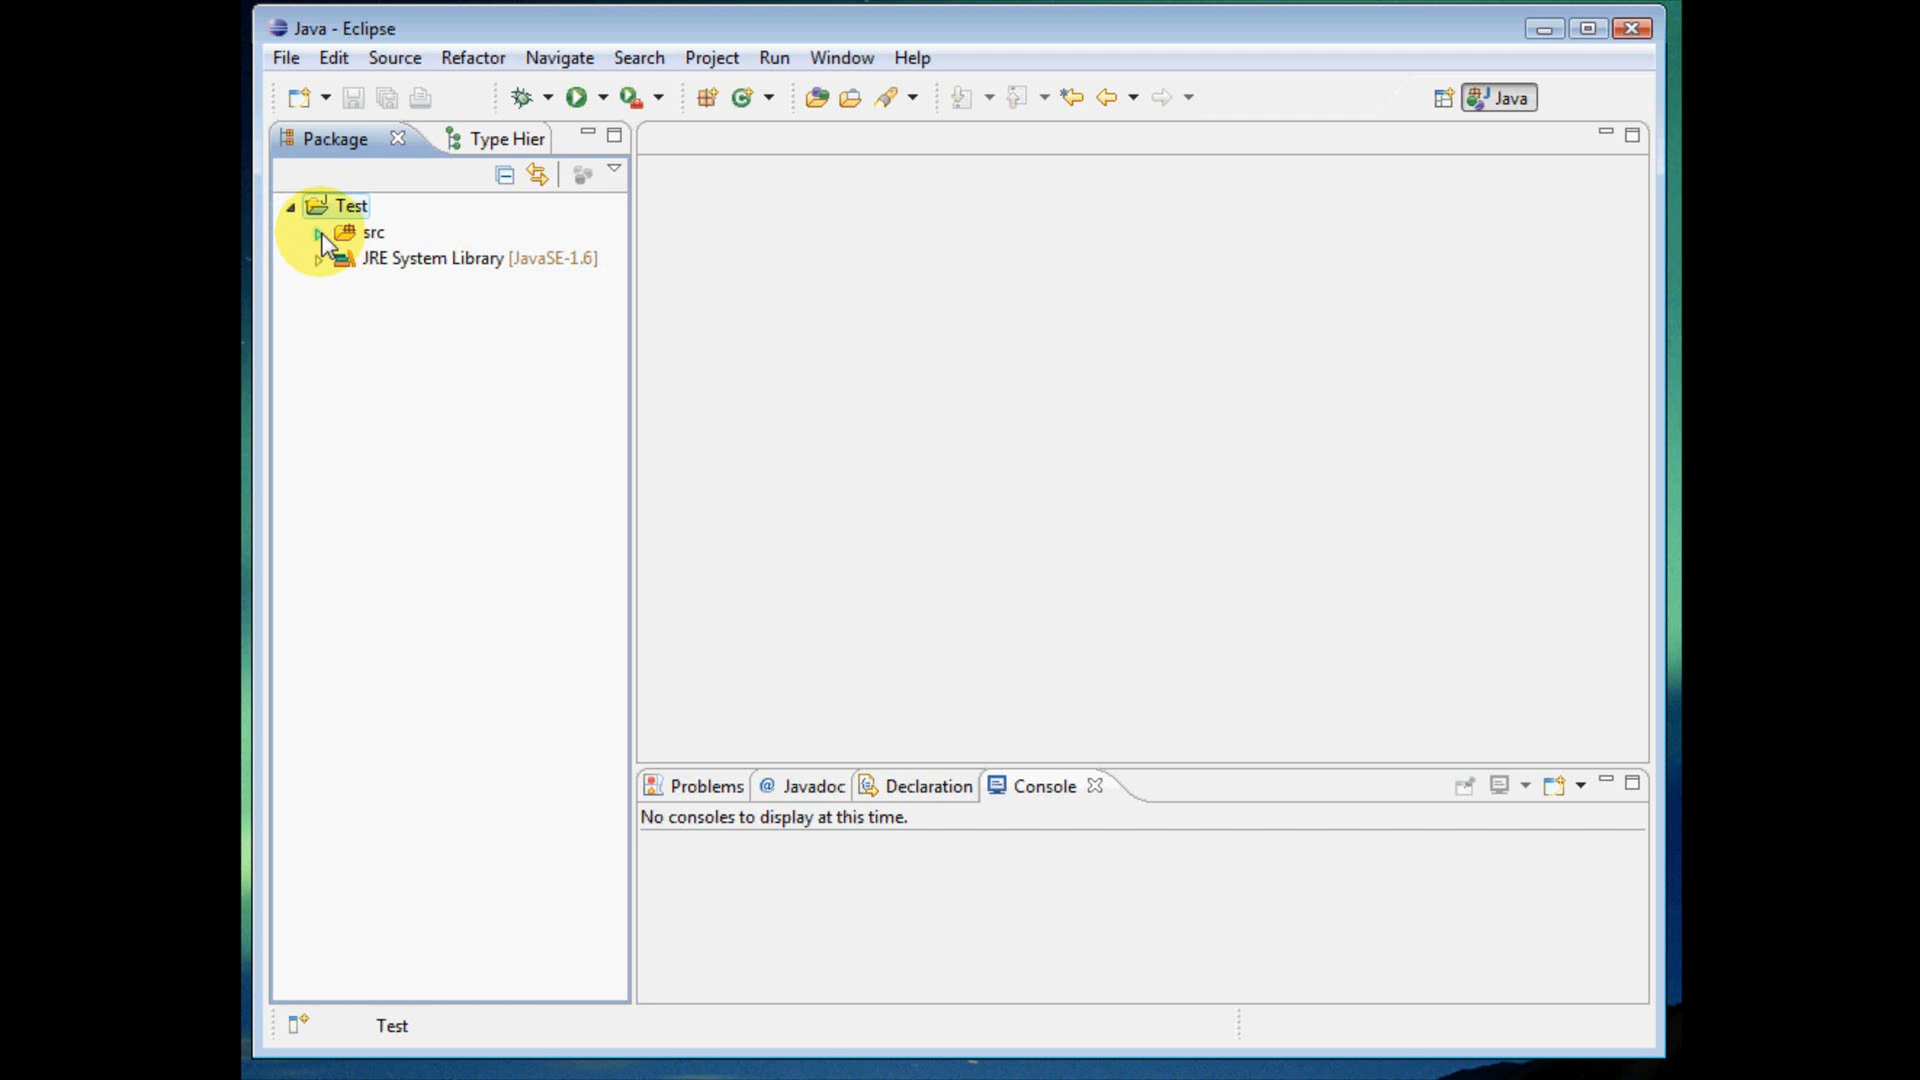 Java - Eclipse
File Edit Source Refactor Navigate Search Project Run Window Help
Java
Package Type Hier
Test
src
JRE System Library [JavaSE-1.6]
Problems @ Javadoc Declaration Console
No consoles to display at this time.
Test